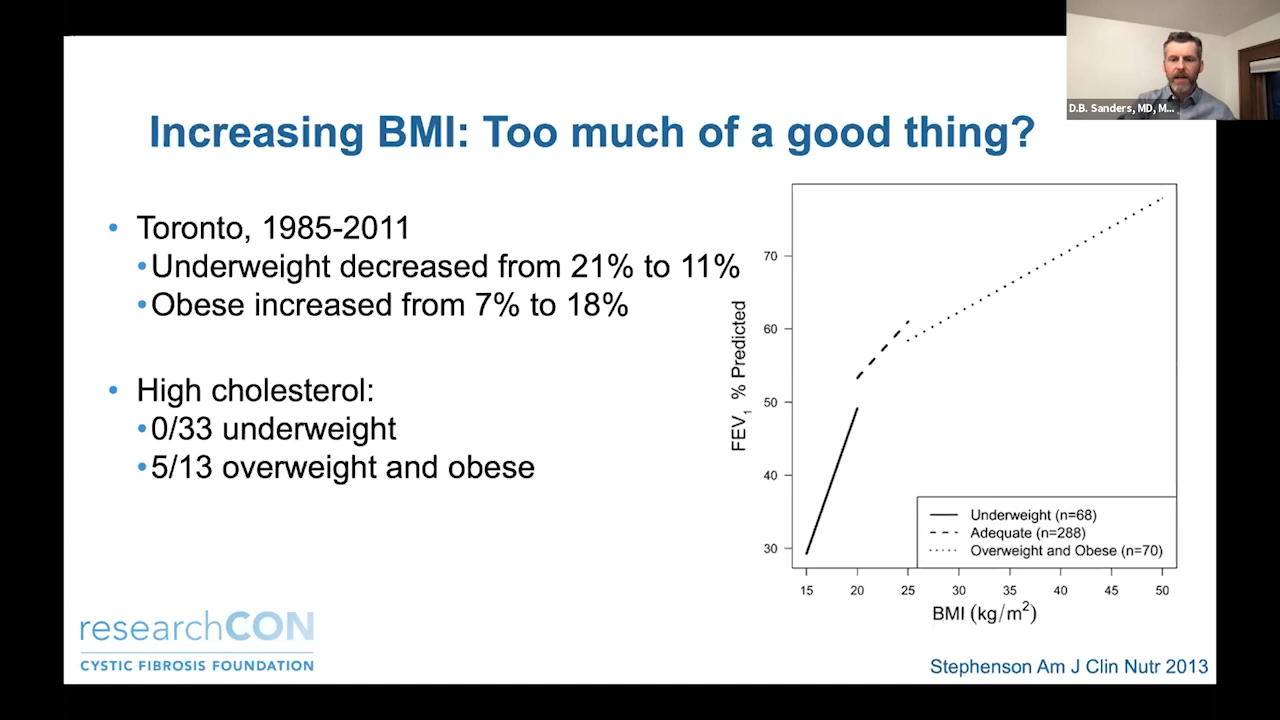 D.B. Sanders, MD, M...
Increasing BMI: Too much of a good thing?
• Toronto, 1985-2011
•Underweight decreased from 21% to 11%
•Obese increased from 7% to 18%
• High cholesterol:
•0/33 underweight
•5/13 overweight and obese
FEV1 % Predicted
70
60
50
40
30
Underweight (n=68)
Adequate (n=288)
Overweight and Obese (n=70)
15 20 25 30 35 40 45 50
BMI (kg/m²)
researchCON
CYSTIC FIBROSIS FOUNDATION
Stephenson Am J Clin Nutr 2013